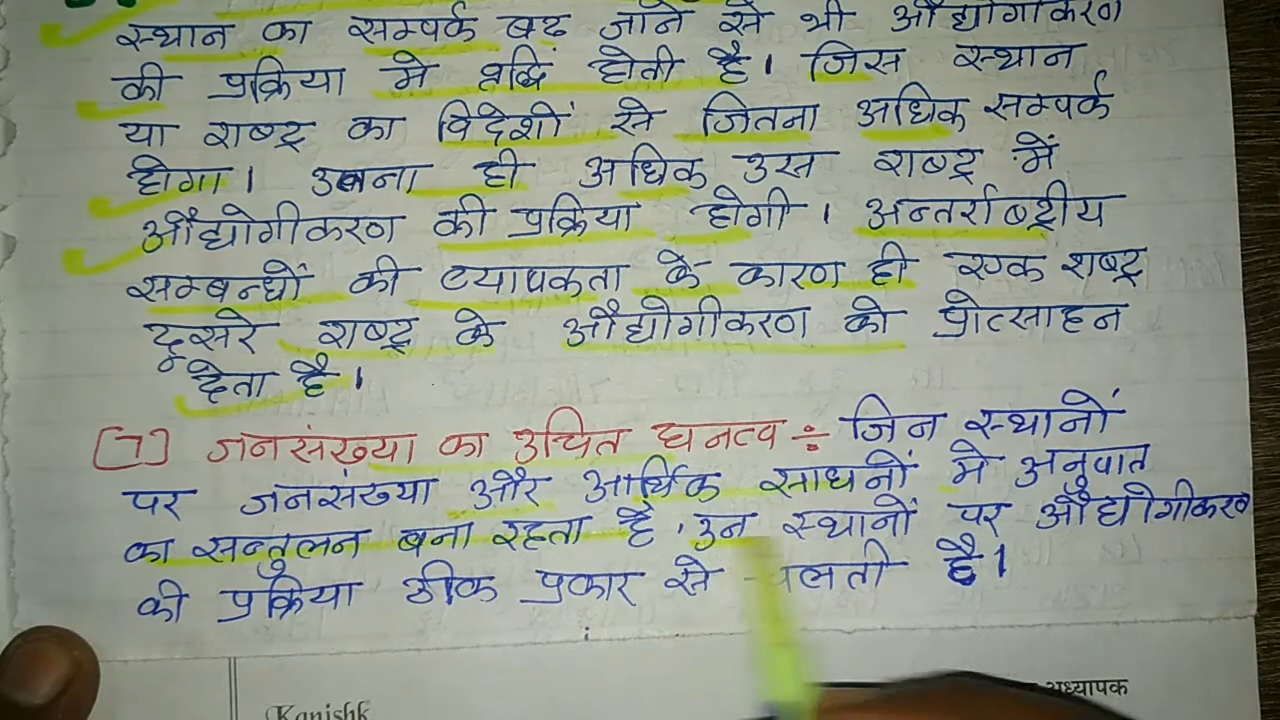 स्थान का सम्पर्क बढ जाने से भी औद्योगीकरण
की प्रक्रिया मे वृद्धि होती है। जिस स्थान
या राष्ट्र का विदेशों से जितना अधिक सम्पर्क
होगा। उतना ही अधिक उस राष्ट्र में
औद्योगीकरण की प्रक्रिया होगी। अन्तर्राष्ट्रीय
सम्बन्धों की व्यापकता के कारण ही एक राष्ट्र
दूसरे राष्ट्र के औद्योगीकरण को प्रोत्साहन
देता है।
[7] जनसंख्या का उचित घनत्व ÷ जिन स्थानों
पर जनसंख्या और आर्थिक साधनों मे अनुपात
का सन्तुलन बना रहता है, उन स्थानों पर औद्योगीकरण
की प्रक्रिया ठीक प्रकार से चलती है।
Kanishk
अध्यापक